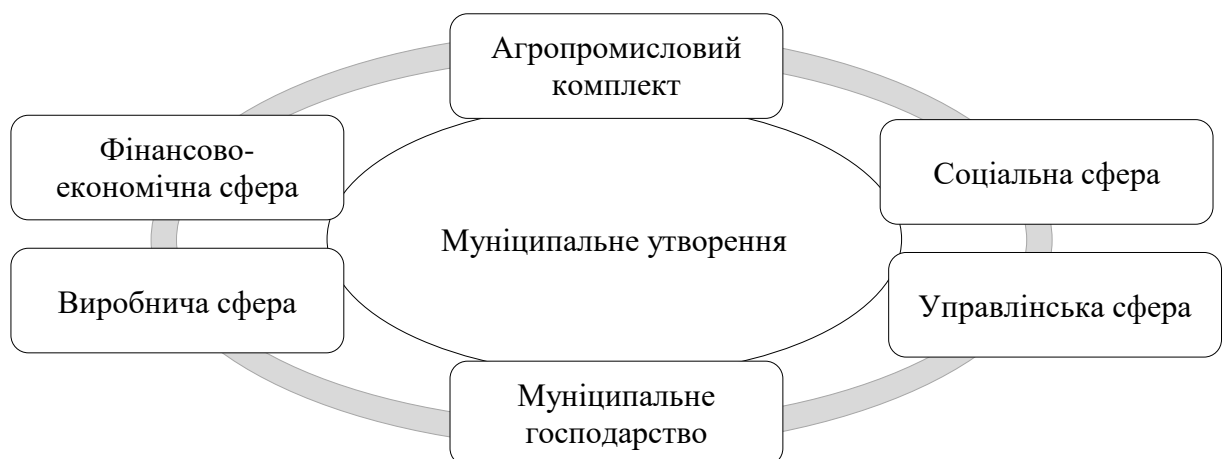 Агропромисловий
комплект
Фінансово-
економічна сфера
Соціальна сфера
Муніципальне утворення
Виробнича сфера
Управлінська сфера
Муніципальне
господарство